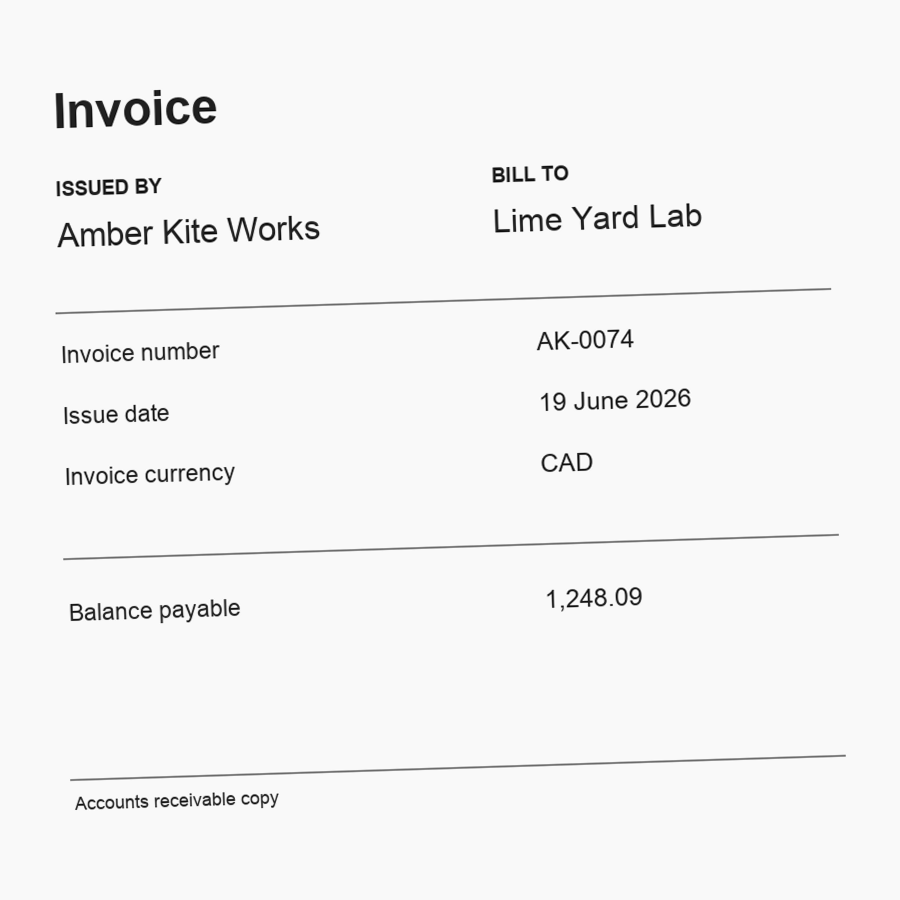 Invoice
ISSUED BY
Amber Kite Works
BILL TO
Lime Yard Lab
Invoice number AK-0074
Issue date 19 June 2026
Invoice currency CAD
Balance payable 1,248.09
Accounts receivable copy